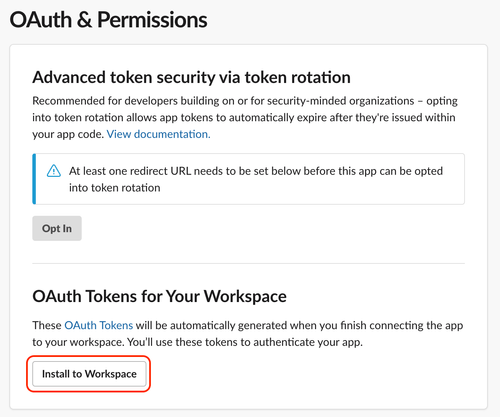 OAuth & Permissions
Advanced token security via token rotation
Recommended for developers building on or for security-minded organizations – opting
into token rotation allows app tokens to automatically expire after they're issued within
your app code. View documentation.
At least one redirect URL needs to be set below before this app can be opted
into token rotation
Opt In
OAuth Tokens for Your Workspace
These OAuth Tokens will be automatically generated when you finish connecting the app
to your workspace. You’ll use these tokens to authenticate your app.
Install to Workspace